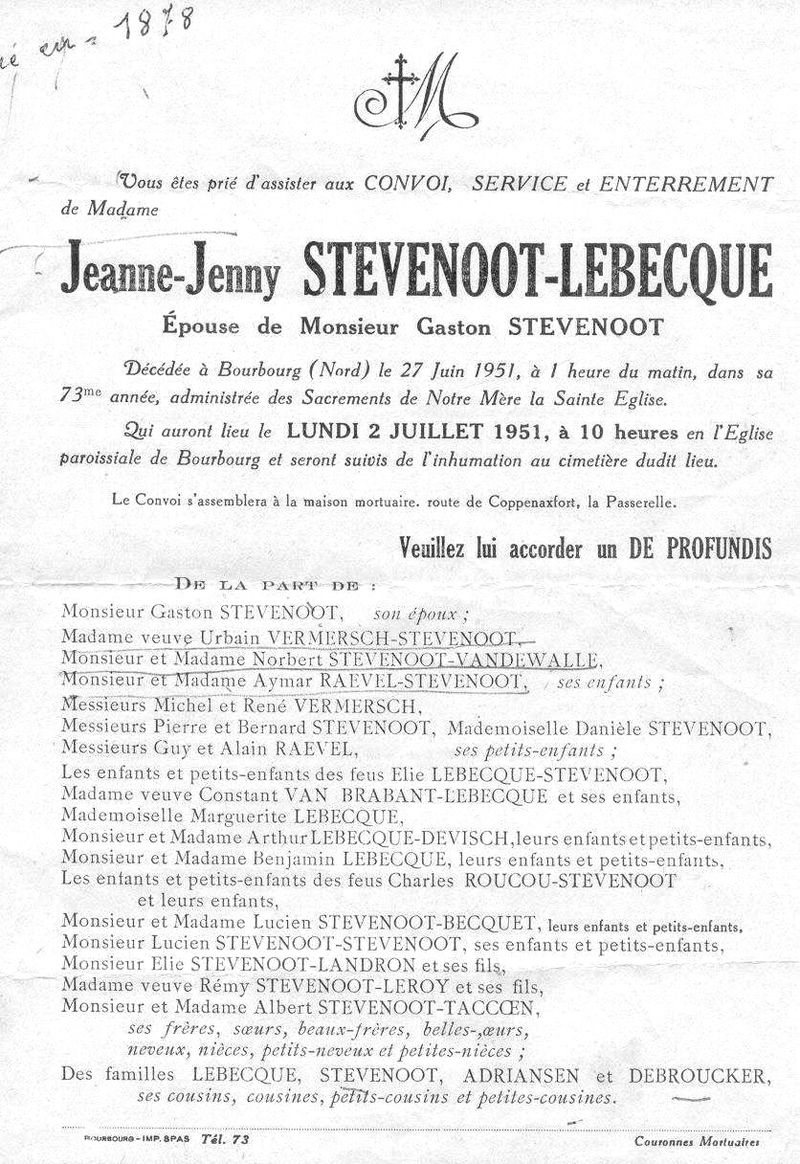 né en - 1878
M
Vous êtes prié d'assister aux CONVOI, SERVICE et ENTERREMENT
de Madame
Jeanne-Jenny STEVENOOT-LEBECQUE
Épouse de Monsieur Gaston STEVENOOT
Décédée à Bourbourg (Nord) le 27 Juin 1951, à 1 heure du matin, dans sa
73me année, administrée des Sacrements de Notre Mère la Sainte Eglise.
Qui auront lieu le LUNDI 2 JUILLET 1951, à 10 heures en l'Eglise
paroissiale de Bourbourg et seront suivis de l'inhumation au cimetière dudit lieu.
Le Convoi s'assemblera à la maison mortuaire. route de Coppenaxfort, la Passerelle.
Veuillez lui accorder un DE PROFUNDIS
DE LA PART DE :
Monsieur Gaston STEVENOOT, son époux ;
Madame veuve Urbain VERMERSCH-STEVENOOT,
Monsieur et Madame Norbert STEVENOOT-VANDEWALLE,
Monsieur et Madame Aymar RAEVEL-STEVENOOT, ses enfants ;
Messieurs Michel et René VERMERSCH,
Messieurs Pierre et Bernard STEVENOOT, Mademoiselle Danièle STEVENOOT,
Messieurs Guy et Alain RAEVEL, ses petits-enfants ;
Les enfants et petits-enfants des feus Elie LEBECQUE-STEVENOOT,
Madame veuve Constant VAN BRABANT-LEBECQUE et ses enfants,
Mademoiselle Marguerite LEBECQUE,
Monsieur et Madame Arthur LEBECQUE-DEVISCH, leurs enfants et petits-enfants,
Monsieur et Madame Benjamin LEBECQUE, leurs enfants et petits-enfants,
Les enfants et petits-enfants des feus Charles ROUCOU-STEVENOOT
et leurs enfants,
Monsieur et Madame Lucien STEVENOOT-BECQUET, leurs enfants et petits-enfants,
Monsieur Lucien STEVENOOT-STEVENOOT, ses enfants et petits-enfants,
Monsieur Elie STEVENOOT-LANDRON et ses fils,
Madame veuve Rémy STEVENOOT-LEROY et ses fils,
Monsieur et Madame Albert STEVENOOT-TACCŒN,
ses frères, sœurs, beaux-frères, belles-,œurs,
neveux, nièces, petits-neveux et petites-nièces ;
Des familles LEBECQUE, STEVENOOT, ADRIANSEN et DEBROUCKER,
ses cousins, cousines, petits-cousins et petites-cousines.
BOURBOURG - IMP. SPAS Tél. 73 Couronnes Mortuaires